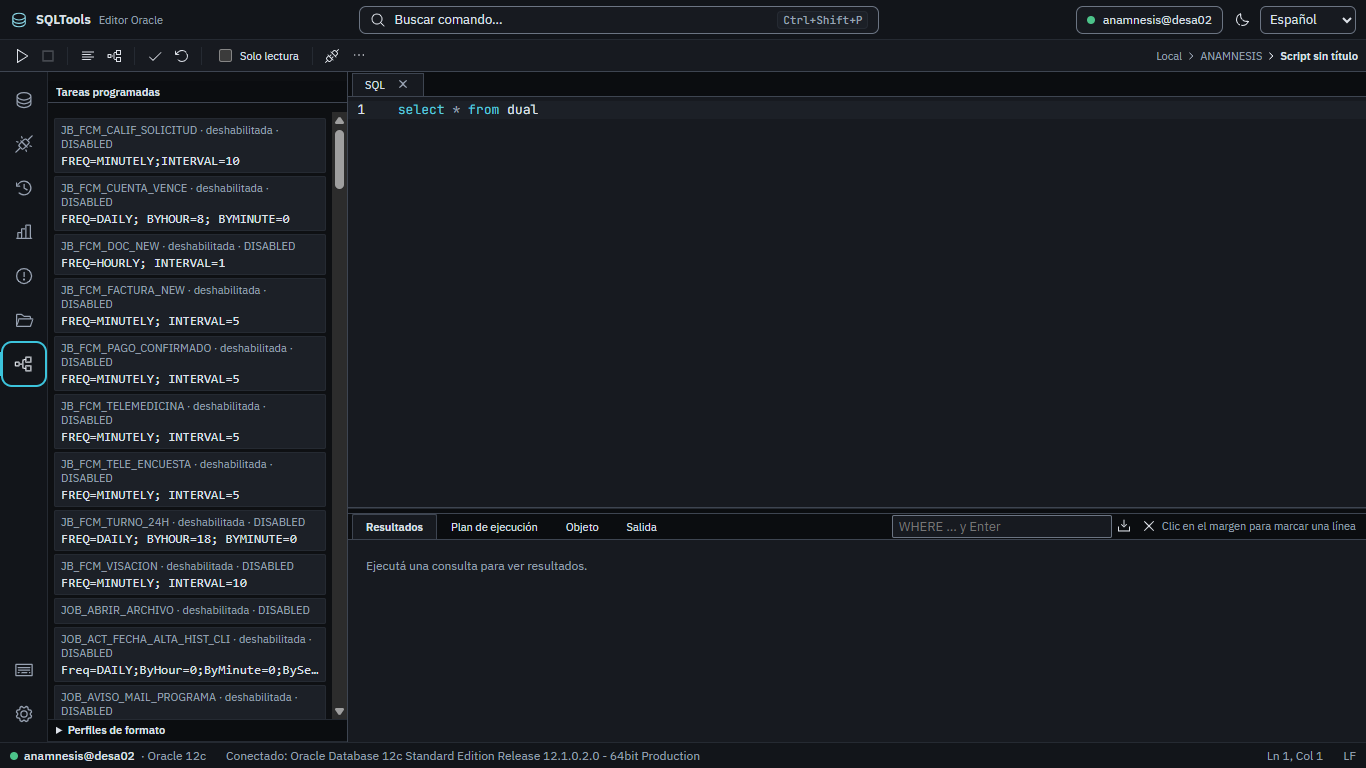 SQLTools Editor Oracle
Buscar comando... Ctrl+Shift+P
anamnesis@desa02
Español
Solo lectura
Local > ANAMNESIS > Script sin título
Tareas programadas
JB_FCM_CALIF_SOLICITUD · deshabilitada ·
DISABLED
FREQ=MINUTELY;INTERVAL=10
JB_FCM_CUENTA_VENCE · deshabilitada ·
DISABLED
FREQ=DAILY; BYHOUR=8; BYMINUTE=0
JB_FCM_DOC_NEW · deshabilitada · DISABLED
FREQ=HOURLY; INTERVAL=1
JB_FCM_FACTURA_NEW · deshabilitada ·
DISABLED
FREQ=MINUTELY; INTERVAL=5
JB_FCM_PAGO_CONFIRMADO · deshabilitada ·
DISABLED
FREQ=MINUTELY; INTERVAL=5
JB_FCM_TELEMEDICINA · deshabilitada ·
DISABLED
FREQ=MINUTELY; INTERVAL=5
JB_FCM_TELE_ENCUESTA · deshabilitada ·
DISABLED
FREQ=MINUTELY; INTERVAL=5
JB_FCM_TURNO_24H · deshabilitada · DISABLED
FREQ=DAILY; BYHOUR=18; BYMINUTE=0
JB_FCM_VISACION · deshabilitada · DISABLED
FREQ=MINUTELY; INTERVAL=10
JOB_ABRIR_ARCHIVO · deshabilitada · DISABLED
JOB_ACT_FECHA_ALTA_HIST_CLI · deshabilitada ·
DISABLED
Freq=DAILY;ByHour=0;ByMinute=0;BySe…
JOB_AVISO_MAIL_PROGRAMA · deshabilitada ·
DISABLED
Perfiles de formato
SQL
1 select * from dual
Resultados Plan de ejecución Objeto Salida
WHERE ... y Enter
Clic en el margen para marcar una línea
Ejecutá una consulta para ver resultados.
anamnesis@desa02 · Oracle 12c
Conectado: Oracle Database 12c Standard Edition Release 12.1.0.2.0 - 64bit Production
Ln 1, Col 1 LF